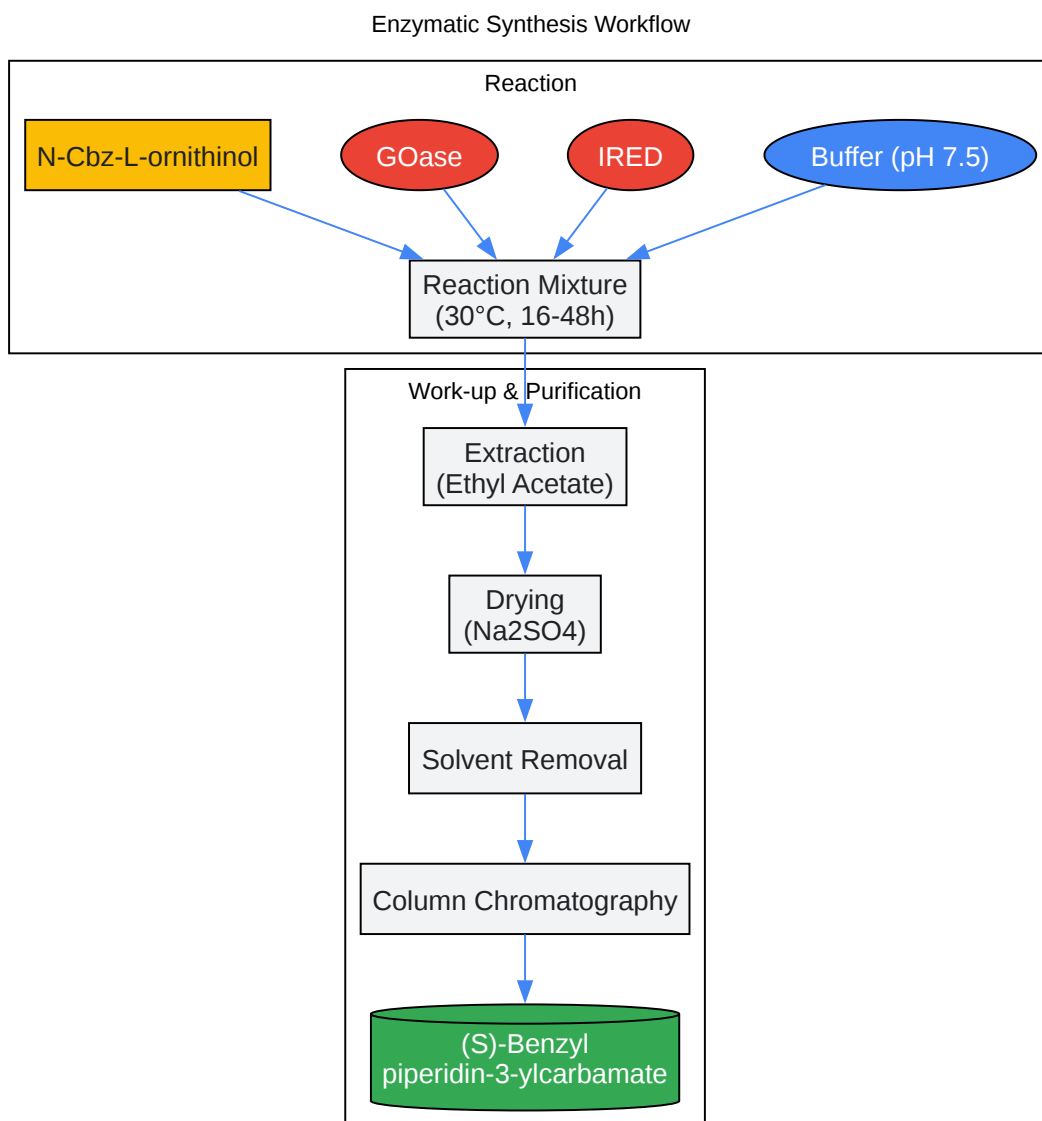 Enzymatic Synthesis Workflow
Reaction
N-Cbz-L-ornithinol
GOase
IRED
Buffer (pH 7.5)
Reaction Mixture
(30°C, 16-48h)
Work-up & Purification
Extraction
(Ethyl Acetate)
Drying
(Na2SO4)
Solvent Removal
Column Chromatography
(S)-Benzyl
piperidin-3-ylcarbamate